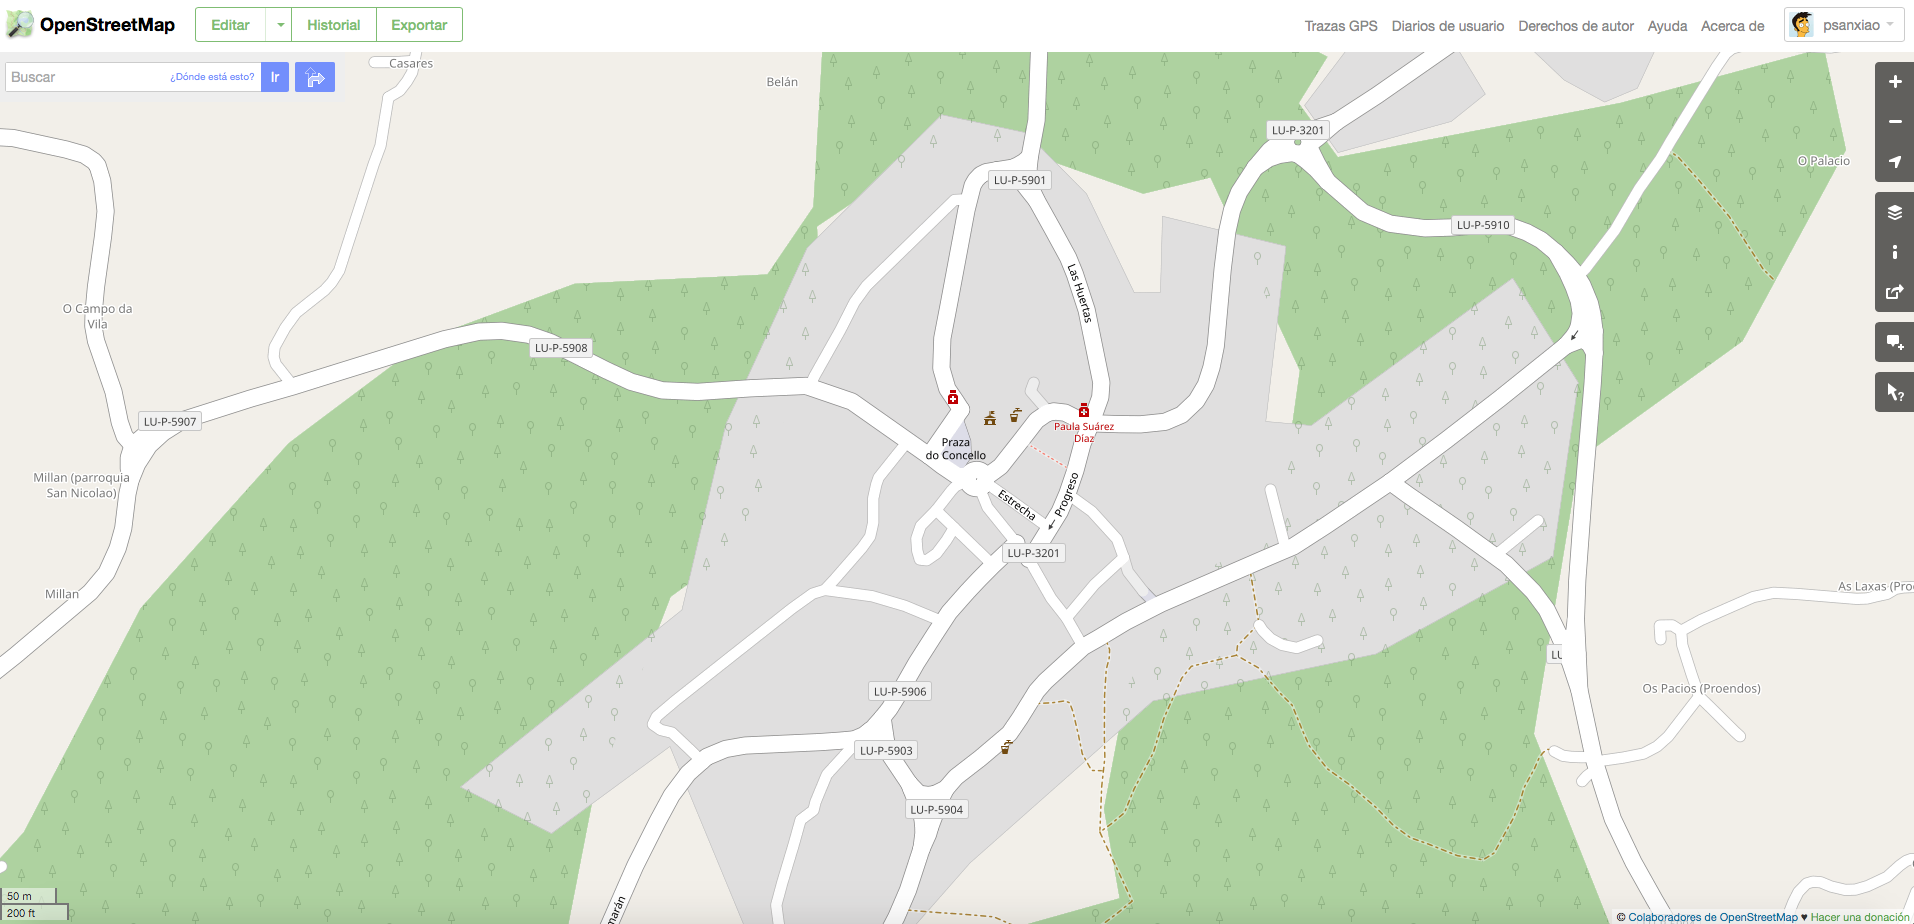 OpenStreetMap
Editar
Historial
Exportar
Trazas GPS
Diarios de usuario
Derechos de autor
Ayuda
Acerca de
psanxiao
Buscar
¿Dónde está esto?
Ir
Casares
Belán
LU-P-3201
O Palacio
LU-P-5901
LU-P-5910
Las Huertas
O Campo da
Vila
LU-P-5908
LU-P-5907
Paula Suárez
Díaz
Praza
do Concello
Millan (parroquia
San Nicolao)
Estrecha
Progreso
LU-P-3201
Millan
As Laxas (Proe
LU
Os Pacios (Proendos)
LU-P-5906
LU-P-5903
LU-P-5904
marán
50 m
200 ft
© Colaboradores de OpenStreetMap ♥ Hacer una donación